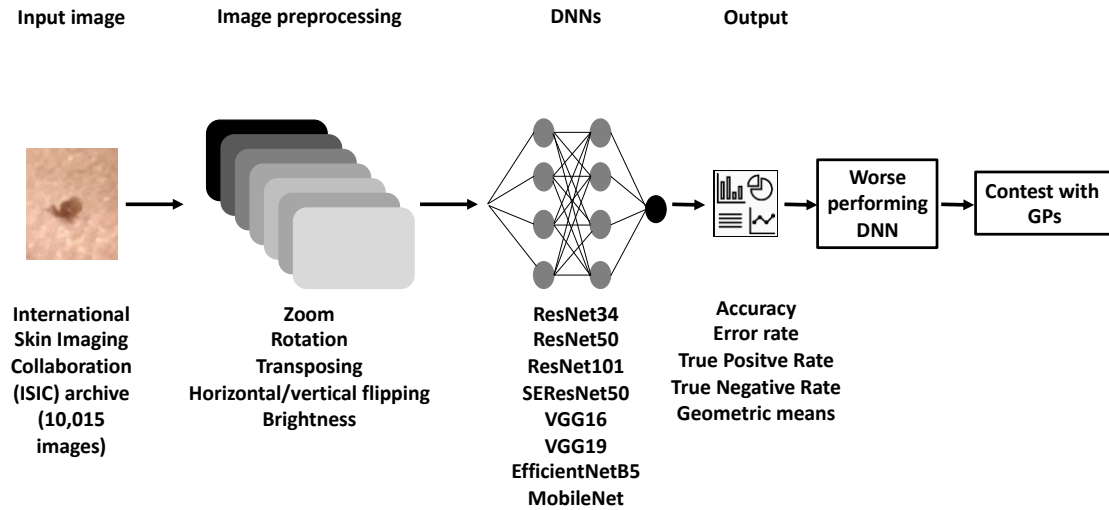 Input image
Image preprocessing
DNNs
Output
Worse
performing
DNN
Contest with
GPs
International
Skin Imaging
Collaboration
(ISIC) archive
(10,015
images)
Zoom
Rotation
Transposing
Horizontal/vertical flipping
Brightness
ResNet34
ResNet50
ResNet101
SEResNet50
VGG16
VGG19
EfficientNetB5
MobileNet
Accuracy
Error rate
True Positve Rate
True Negative Rate
Geometric means